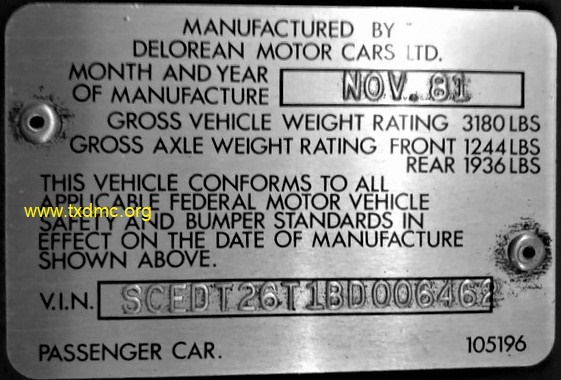 MANUFACTURED BY
DELOREAN MOTOR CARS LTD.
MONTH AND YEAR
OF MANUFACTURE NOV. 81
GROSS VEHICLE WEIGHT RATING 3180 LBS
GROSS AXLE WEIGHT RATING FRONT 1244 LBS
REAR 1936 LBS
THIS VEHICLE CONFORMS TO ALL
APPLICABLE FEDERAL MOTOR VEHICLE
www.txdmc.org
SAFETY AND BUMPER STANDARDS IN
EFFECT ON THE DATE OF MANUFACTURE
SHOWN ABOVE.
V.I.N. SCEDT26T1BD006462
PASSENGER CAR. 105196